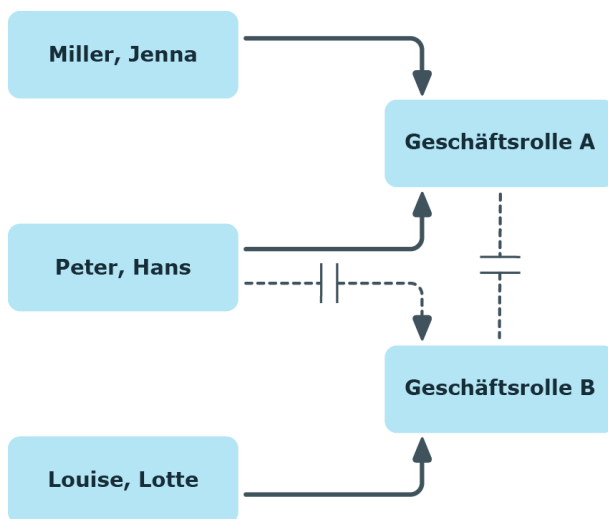 Miller, Jenna
Geschäftsrolle A
Peter, Hans
Geschäftsrolle B
Louise, Lotte